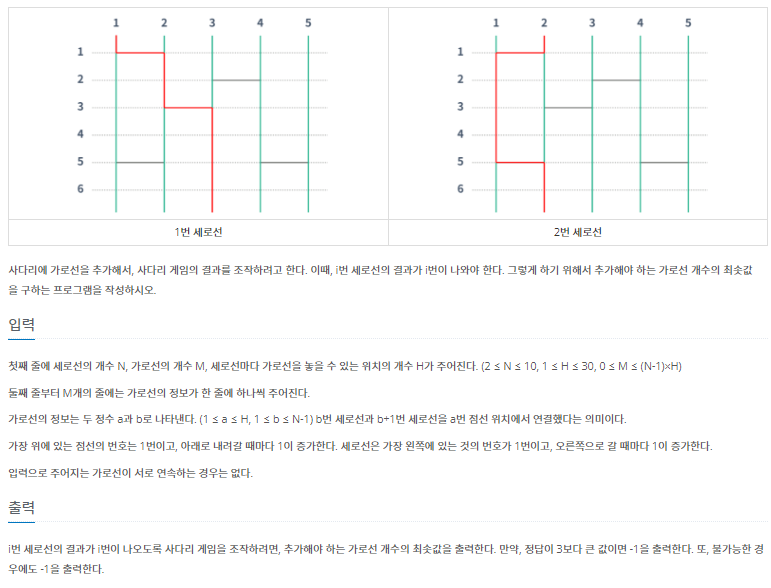 1 2 3 4 5
1
2
3
4
5
6
1번 세로선
1 2 3 4 5
1
2
3
4
5
6
2번 세로선
사다리에 가로선을 추가해서, 사다리 게임의 결과를 조작하려고 한다. 이때, i번 세로선의 결과가 i번이 나와야 한다. 그렇게 하기 위해서 추가해야 하는 가로선 개수의 최솟값
을 구하는 프로그램을 작성하시오.
입력
첫째 줄에 세로선의 개수 N, 가로선의 개수 M, 세로선마다 가로선을 놓을 수 있는 위치의 개수 H가 주어진다. (2 ≤ N ≤ 10, 1 ≤ H ≤ 30, 0 ≤ M ≤ (N-1)×H)
둘째 줄부터 M개의 줄에는 가로선의 정보가 한 줄에 하나씩 주어진다.
가로선의 정보는 두 정수 a과 b로 나타낸다. (1 ≤ a ≤ H, 1 ≤ b ≤ N-1) b번 세로선과 b+1번 세로선을 a번 점선 위치에서 연결했다는 의미이다.
가장 위에 있는 점선의 번호는 1번이고, 아래로 내려갈 때마다 1이 증가한다. 세로선은 가장 왼쪽에 있는 것의 번호가 1번이고, 오른쪽으로 갈 때마다 1이 증가한다.
입력으로 주어지는 가로선이 서로 연속하는 경우는 없다.
출력
i번 세로선의 결과가 i번이 나오도록 사다리 게임을 조작하려면, 추가해야 하는 가로선 개수의 최솟값을 출력한다. 만약, 정답이 3보다 큰 값이면 -1을 출력한다. 또, 불가능한 경
우에도 -1을 출력한다.